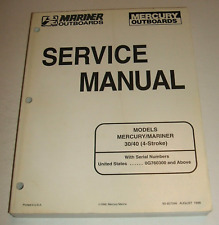 MARINER
OUTBOARDS
MERCURY
OUTBOARDS
SERVICE
MANUAL
MODELS
MERCURY/MARINER
30/40 (4-Stroke)
With Serial Numbers
United States ...... 0G760300 and Above